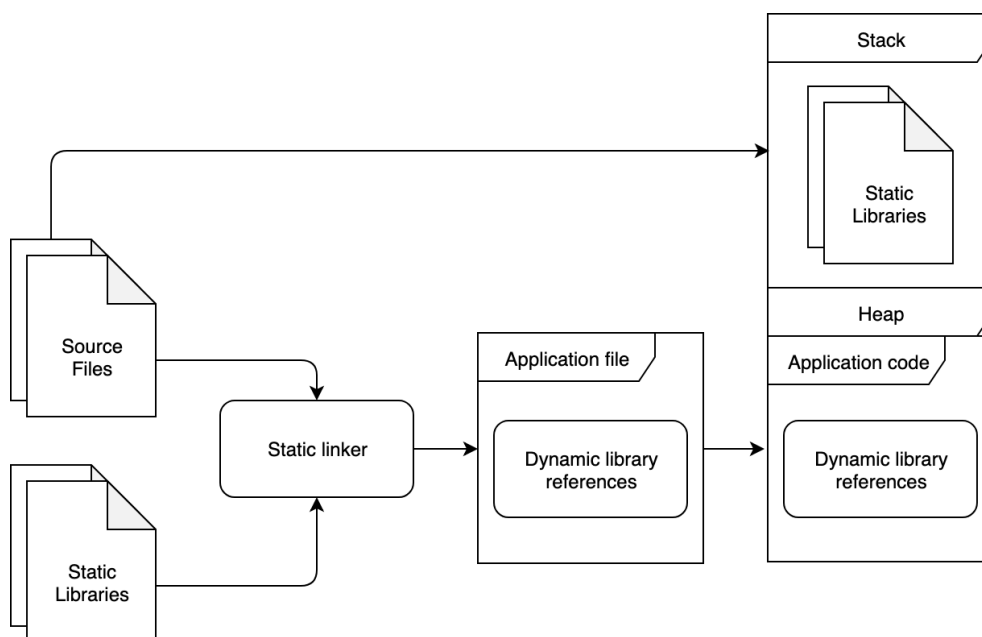 Stack
Static
Libraries
Source
Files
Heap
Application file
Application code
Static linker
Dynamic library
references
Dynamic library
references
Static
Libraries